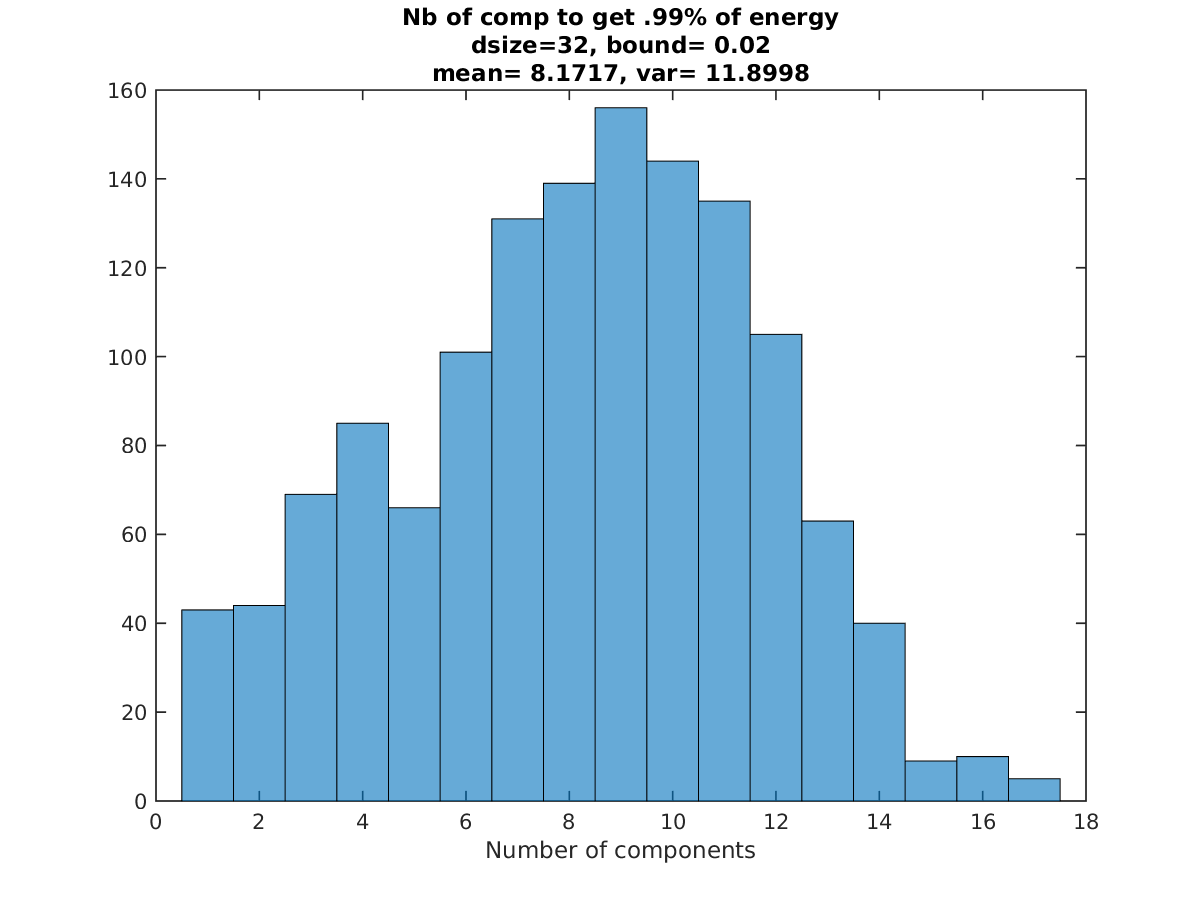 Nb of comp to get .99% of energy
dsize=32, bound= 0.02
mean= 8.1717, var= 11.8998
160
140
120
100
80
60
40
20
0
0 2 4 6 8 10 12 14 16 18
Number of components